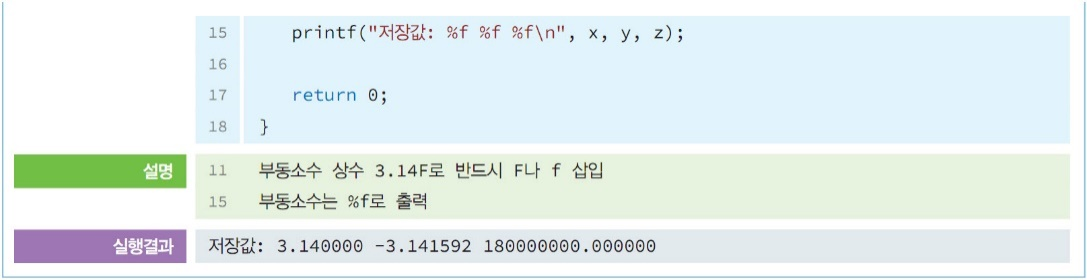 15 printf("저장값: %f %f %f\n", x, y, z);
16
17 return 0;
18 }
설명 11 부동소수 상수 3.14F로 반드시 F나 f 삽입
15 부동소수는 %f로 출력
실행결과 저장값: 3.140000 -3.141592 180000000.000000